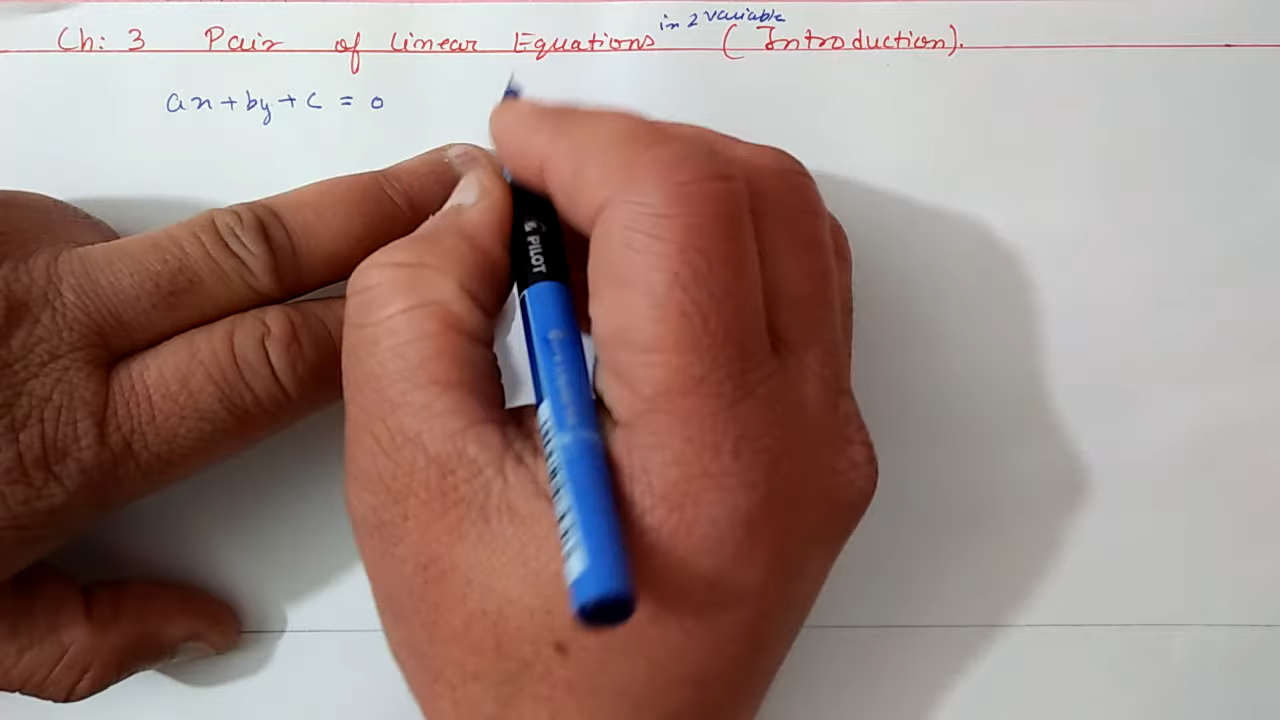 Ch: 3 Pair of Linear Equations in 2 variable (Introduction).
ax + by + c = 0
PILOT